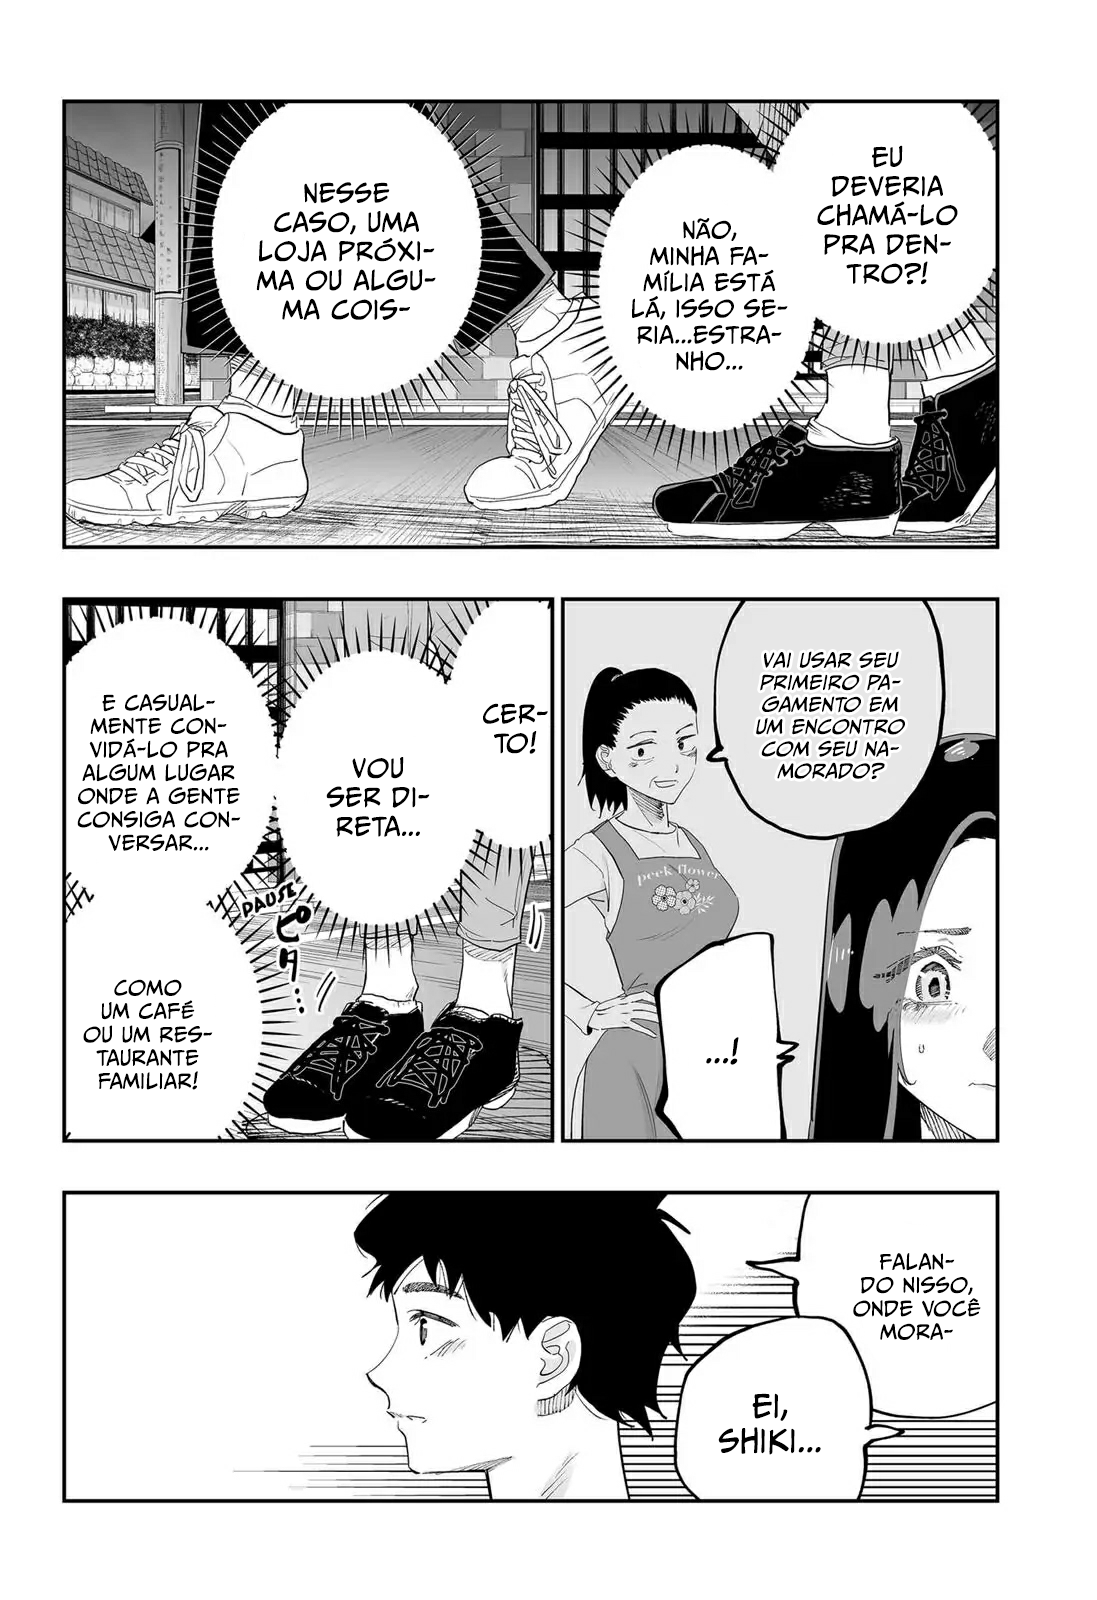 EU
DEVERIA
CHAMÁ-LO
PRA DEN-
TRO?!
NÃO,
MINHA FA-
MÍLIA ESTÁ
LÁ, ISSO SE-
RIA...ESTRA-
NHO...
NESSE
CASO, UMA
LOJA PRÓXI-
MA OU ALGU-
MA COIS-
VAI USAR SEU
PRIMEIRO PA-
GAMENTO EM
UM ENCONTRO
COM SEU NA-
MORADO?
peek flower
...!
CER-
TO!
VOU
SER DI-
RETA...
PAUSE
ピタ...
E CASUAL-
MENTE CON-
VIDÁ-LO PRA
ALGUM LUGAR
ONDE A GENTE
CONSIGA CON-
VERSAR...
COMO
UM CAFÉ
OU UM RES-
TAURANTE
FAMILIAR!
FALAN-
DO NISSO,
ONDE VOCÊ
MORA-
EI,
SHIKI...